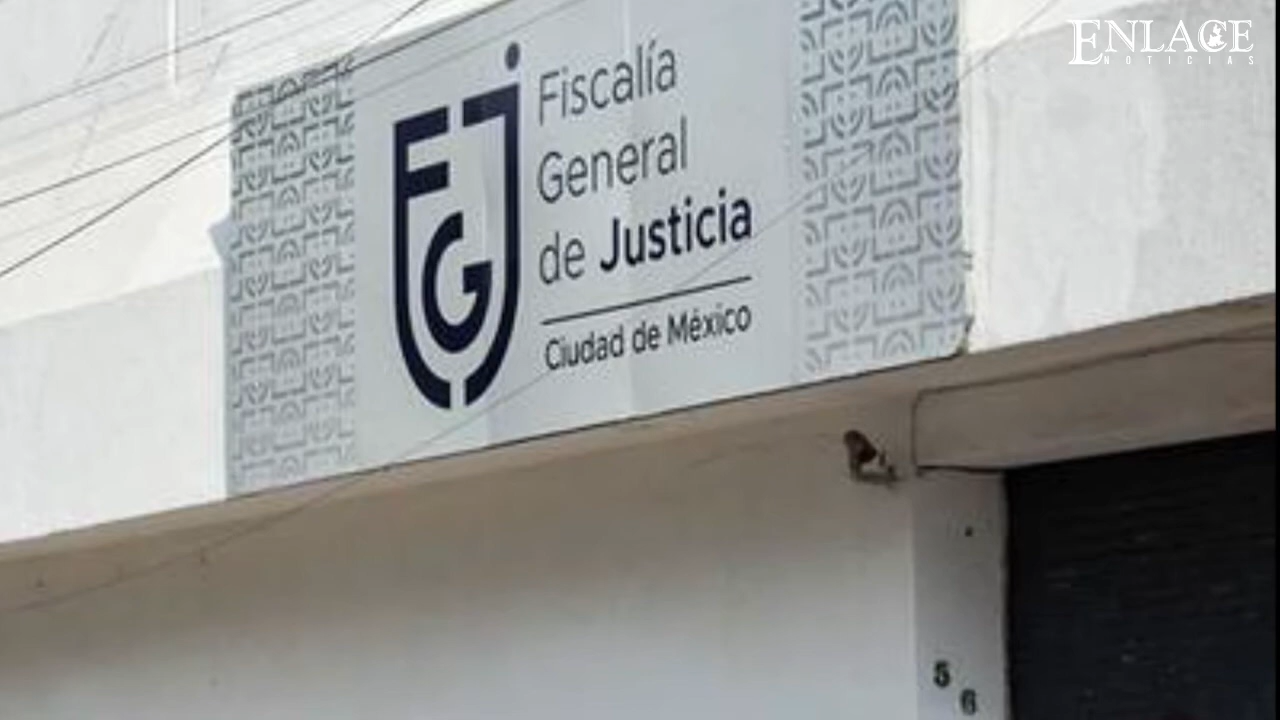 ENLACE
NOTICIAS
FGJ
Fiscalía
General
de Justicia
Ciudad de México
5
6